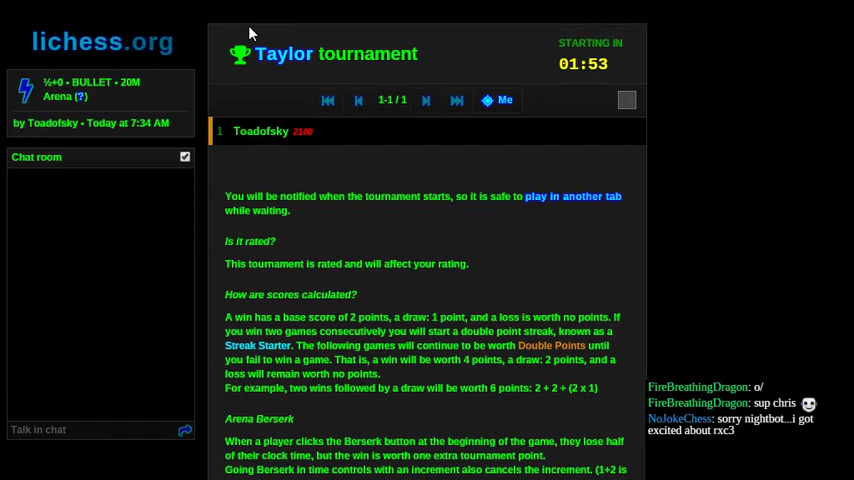 lichess.org
½+0 • BULLET • 20M
Arena (?)
by Toadofsky • Today at 7:34 AM
Chat room
Talk in chat
Taylor tournament
STARTING IN
01:53
1-1 / 1
Me
1 Toadofsky 2100
You will be notified when the tournament starts, so it is safe to play in another tab
while waiting.
Is it rated?
This tournament is rated and will affect your rating.
How are scores calculated?
A win has a base score of 2 points, a draw: 1 point, and a loss is worth no points. If
you win two games consecutively you will start a double point streak, known as a
Streak Starter. The following games will continue to be worth Double Points until
you fail to win a game. That is, a win will be worth 4 points, a draw: 2 points, and a
loss will remain worth no points.
For example, two wins followed by a draw will be worth 6 points: 2 + 2 + (2 x 1)
Arena Berserk
When a player clicks the Berserk button at the beginning of the game, they lose half
of their clock time, but the win is worth one extra tournament point.
Going Berserk in time controls with an increment also cancels the increment. (1+2 is
FireBreathingDragon: o/
FireBreathingDragon: sup chris
NoJokeChess: sorry nightbot...i got
excited about rxc3